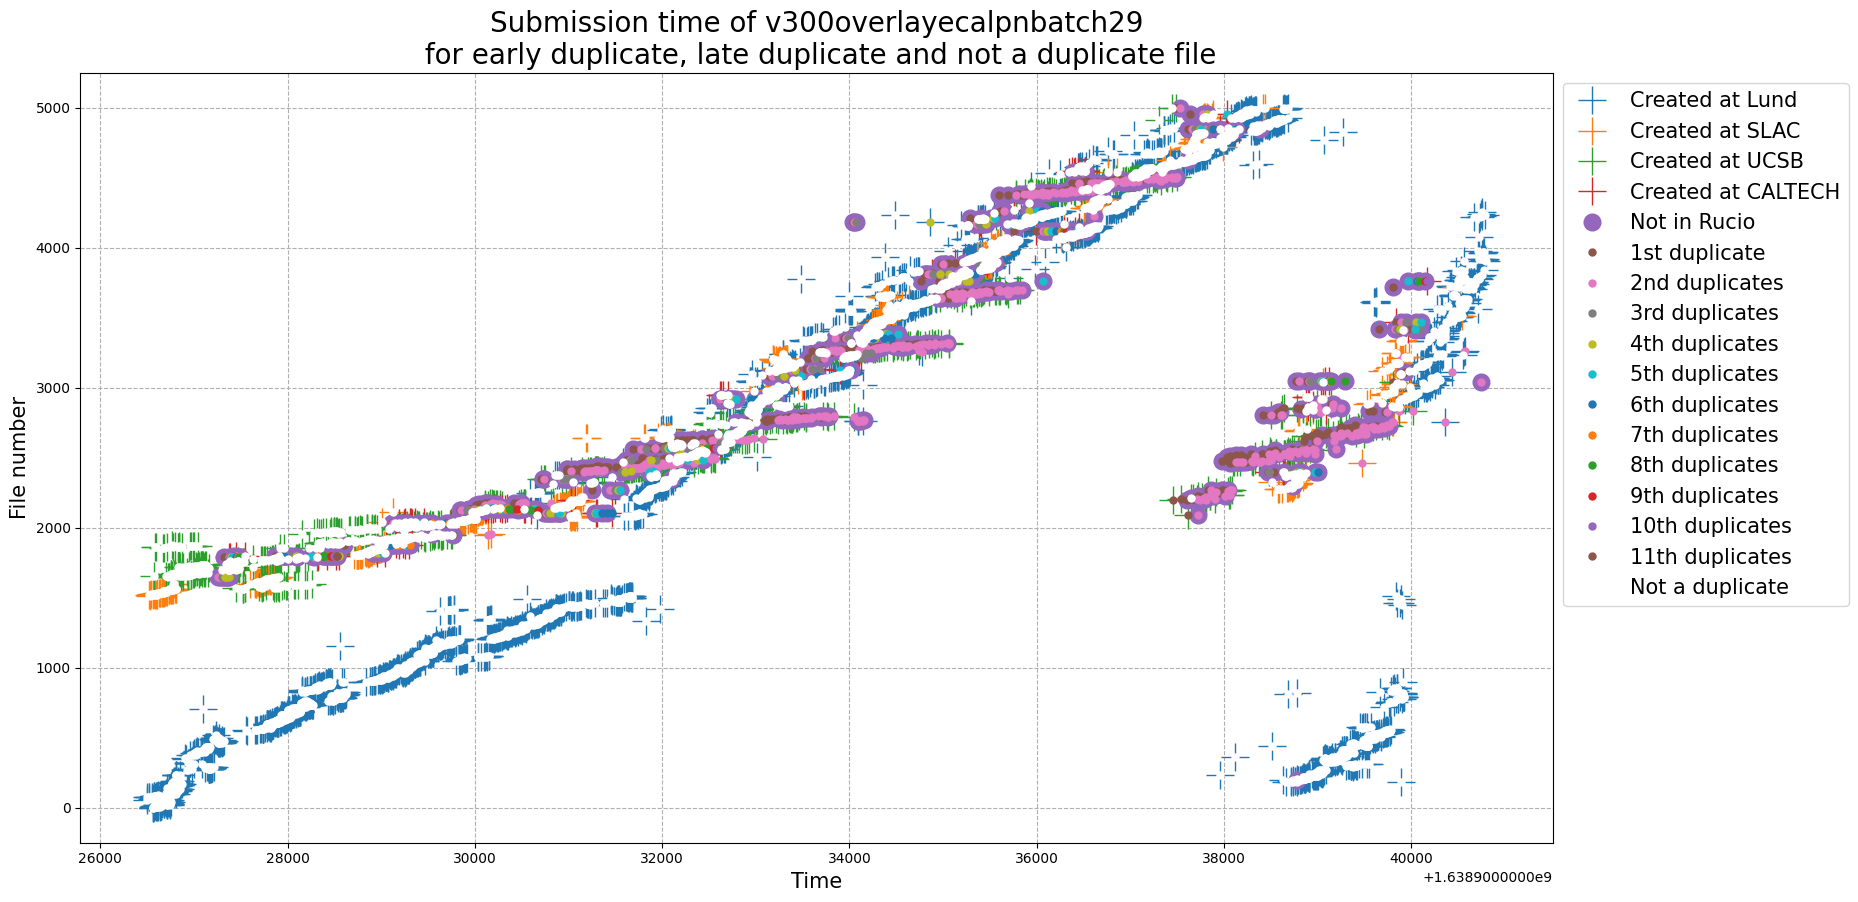 Submission time of v300overlayecalpnbatch29
for early duplicate, late duplicate and not a duplicate file
File number
5000
4000
3000
2000
1000
0
26000 28000 30000 32000 34000 36000 38000 40000
+1.6389000000e9
Time
Created at Lund
Created at SLAC
Created at UCSB
Created at CALTECH
Not in Rucio
1st duplicate
2nd duplicates
3rd duplicates
4th duplicates
5th duplicates
6th duplicates
7th duplicates
8th duplicates
9th duplicates
10th duplicates
11th duplicates
Not a duplicate